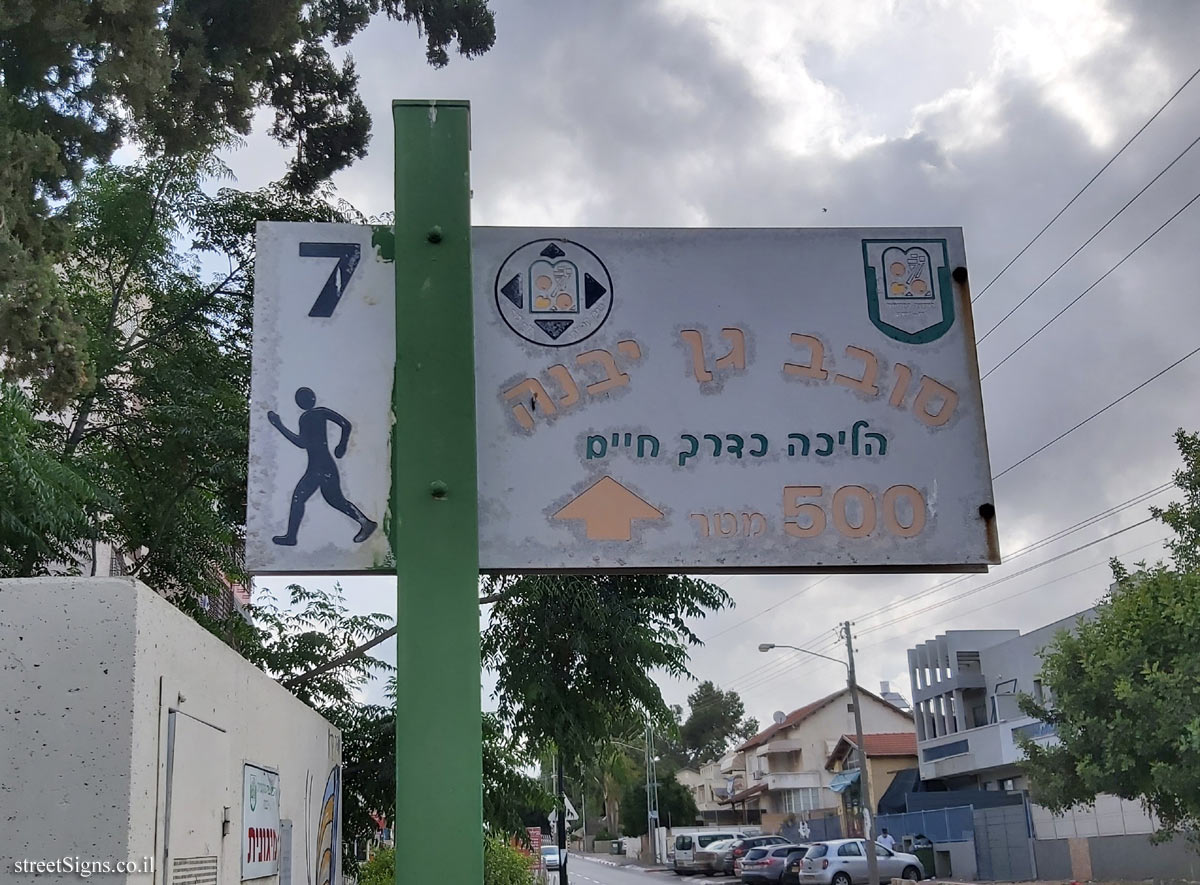 7
סובב גן יבנה
הליכה כדרך חיים
500 מטר
streetSigns.co.il